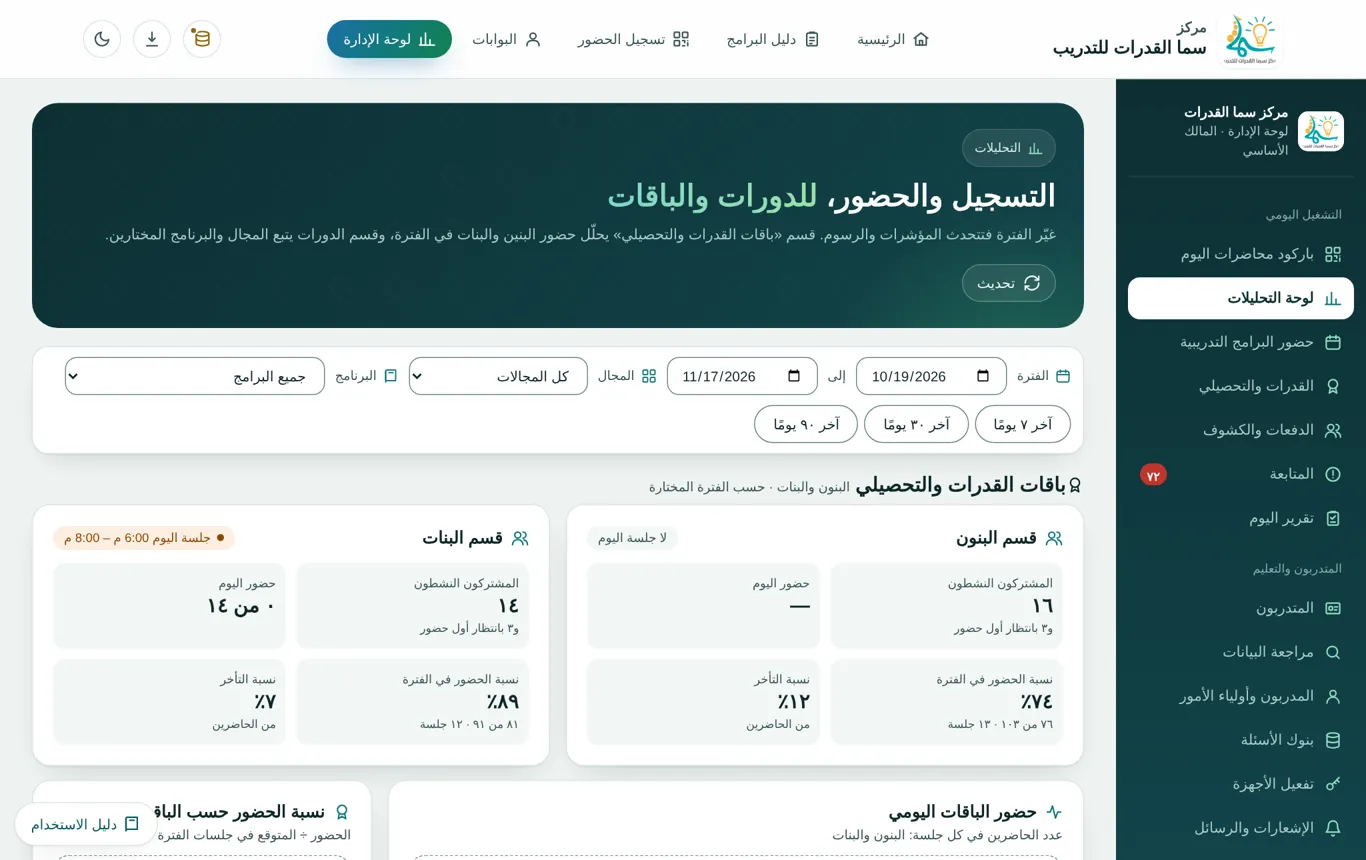 مركز
سما القدرات للتدريب
الرئيسية
دليل البرامج
تسجيل الحضور
البوابات
لوحة الإدارة
مركز سما القدرات
لوحة الإدارة · المالك
الأساسي
التشغيل اليومي
باركود محاضرات اليوم
لوحة التحليلات
حضور البرامج التدريبية
القدرات والتحصيلي
الدفعات والكشوف
المتابعة
٧٢
تقرير اليوم
المتدربون والتعليم
المتدربون
مراجعة البيانات
المدربون وأولياء الأمور
بنوك الأسئلة
تفعيل الأجهزة
الإشعارات والرسائل
التحليلات
التسجيل والحضور، للدورات والباقات
غيّر الفترة فتتحدث المؤشرات والرسوم. قسم «باقات القدرات والتحصيلي» يحلّل حضور البنين والبنات في الفترة، وقسم الدورات يتبع المجال والبرنامج المختارين.
تحديث
الفترة
10/19/2026
إلى
11/17/2026
المجال
كل المجالات
البرنامج
جميع البرامج
آخر ٧ يومًا
آخر ٣٠ يومًا
آخر ٩٠ يومًا
باقات القدرات والتحصيلي البنون والبنات · حسب الفترة المختارة
قسم البنون
لا جلسة اليوم
المشتركون النشطون
١٦
و٣ بانتظار أول حضور
حضور اليوم
—
نسبة الحضور في الفترة
٧٤٪
٧٦ من ١٠٣ · ١٣ جلسة
نسبة التأخر
١٢٪
من الحاضرين
قسم البنات
جلسة اليوم 6:00 م – 8:00 م
المشتركون النشطون
١٤
و٣ بانتظار أول حضور
حضور اليوم
٠ من ١٤
نسبة الحضور في الفترة
٨٩٪
٨١ من ٩١ · ١٢ جلسة
نسبة التأخر
٧٪
من الحاضرين
حضور الباقات اليومي
عدد الحاضرين في كل جلسة: البنون والبنات
نسبة الحضور حسب
الحضور ÷ المتوقع في جلسات الفترة
دليل الاستخدام